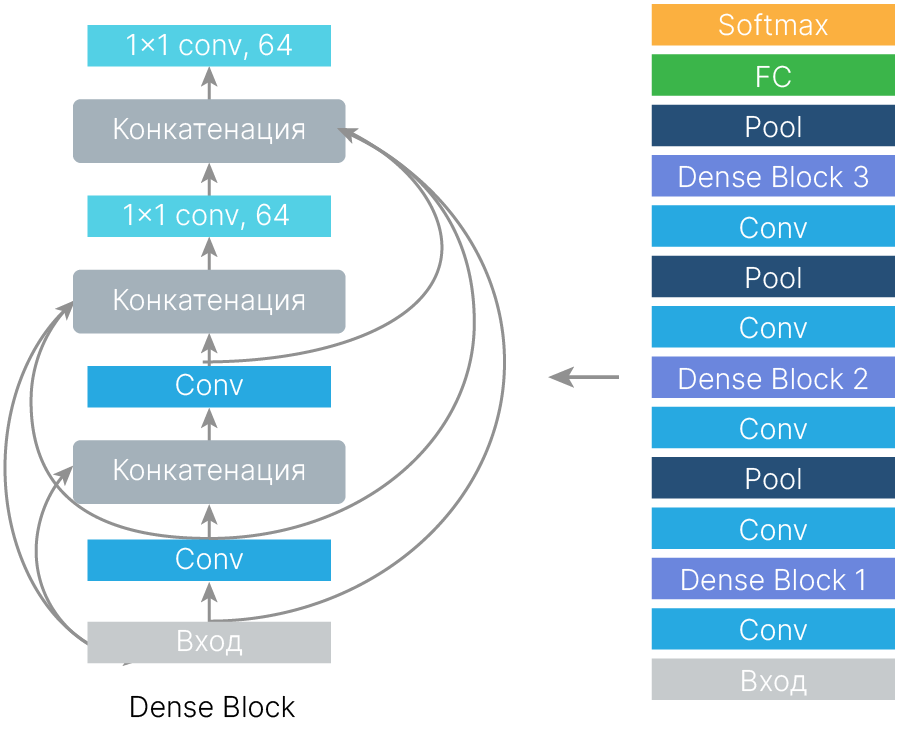 1×1 conv, 64
Конкатенация
1×1 conv, 64
Конкатенация
Conv
Конкатенация
Conv
Вход
Dense Block
Softmax
FC
Pool
Dense Block 3
Conv
Pool
Conv
Dense Block 2
Conv
Pool
Conv
Dense Block 1
Conv
Вход